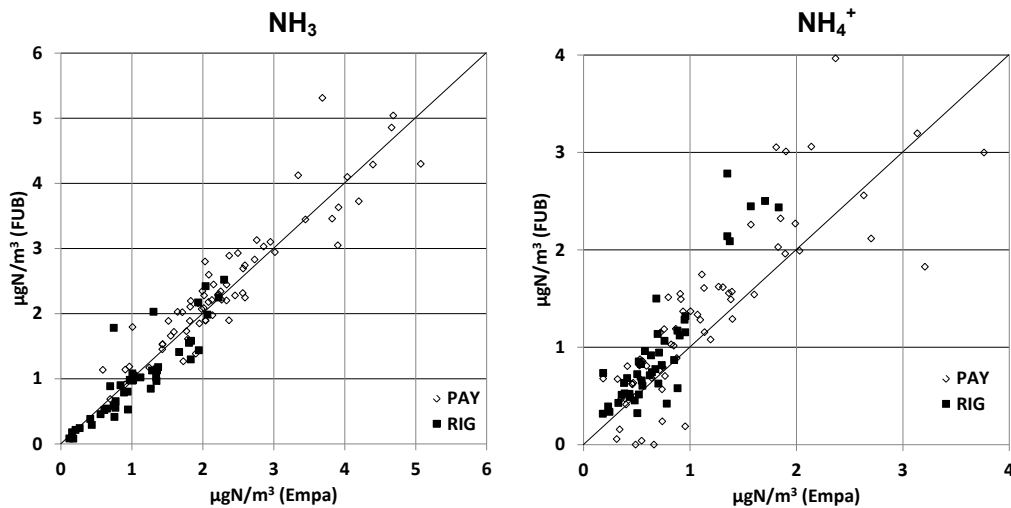 NH₃
6
5
4
3
2
1
0
0 1 2 3 4 5 6
µgN/m³ (FUB)
µgN/m³ (Empa)
PAY
RIG
NH₄⁺
4
3
2
1
0
0 1 2 3 4
µgN/m³ (FUB)
µgN/m³ (Empa)
PAY
RIG